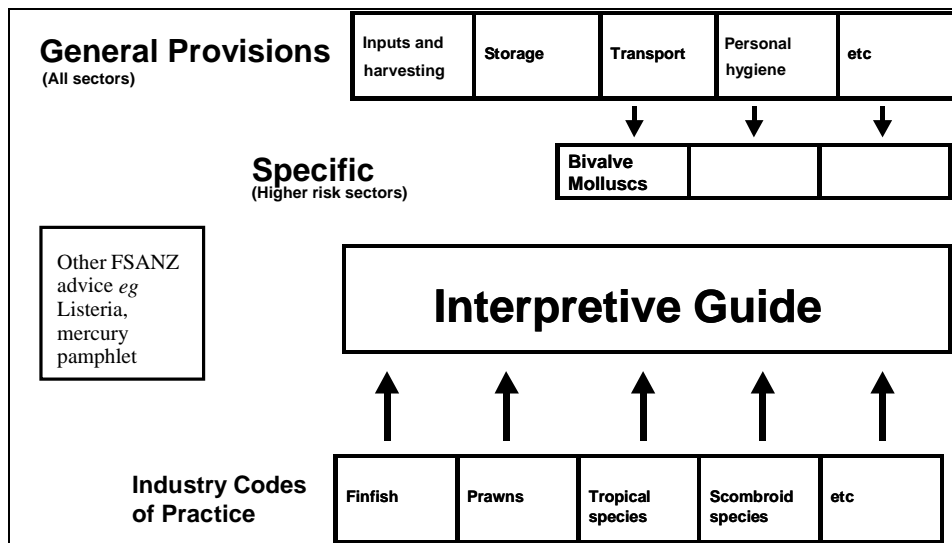 General Provisions
(All sectors)
Inputs and
harvesting
Storage
Transport
Personal
hygiene
etc
Specific
(Higher risk sectors)
Bivalve
Molluscs
Other FSANZ
advice eg
Listeria,
mercury
pamphlet
Interpretive Guide
Industry Codes
of Practice
Finfish
Prawns
Tropical
species
Scombroid
species
etc